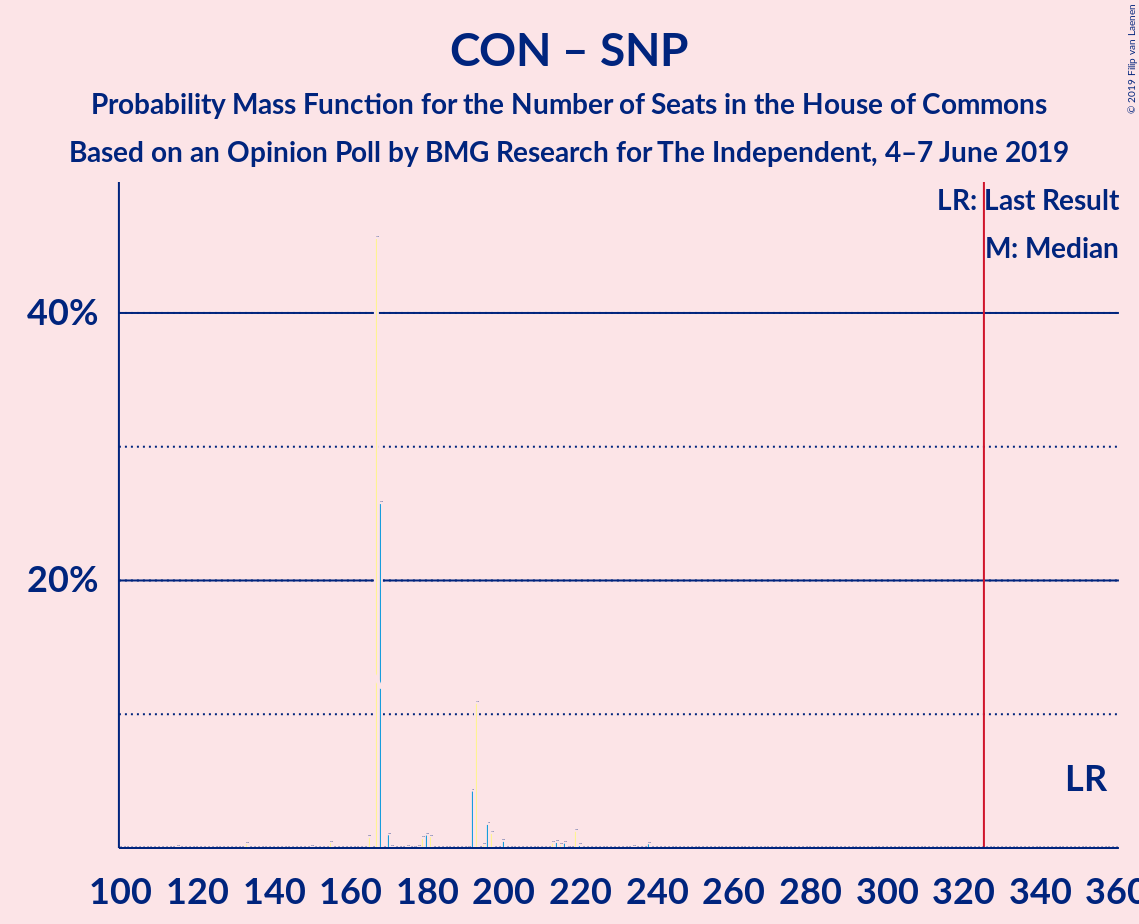 CON – SNP
Probability Mass Function for the Number of Seats in the House of Commons
Based on an Opinion Poll by BMG Research for The Independent, 4–7 June 2019
© 2019 Filip van Laenen
LR: Last Result
M: Median
40%
20%
LR
100 120 140 160 180 200 220 240 260 280 300 320 340 360